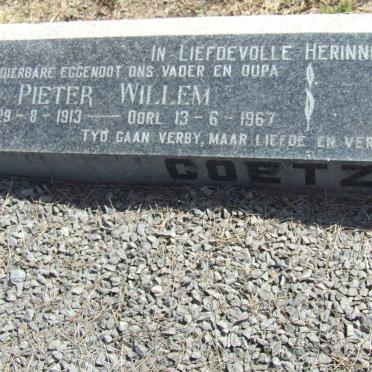 IN LIEFDEVOLLE HERINN
DIERBARE EGGENOOT ONS VADER EN OUPA
PIETER WILLEM
29-8-1913 — OORL 13-6-1967
TYD GAAN VERBY, MAAR LIEFDE EN VER
COETZ